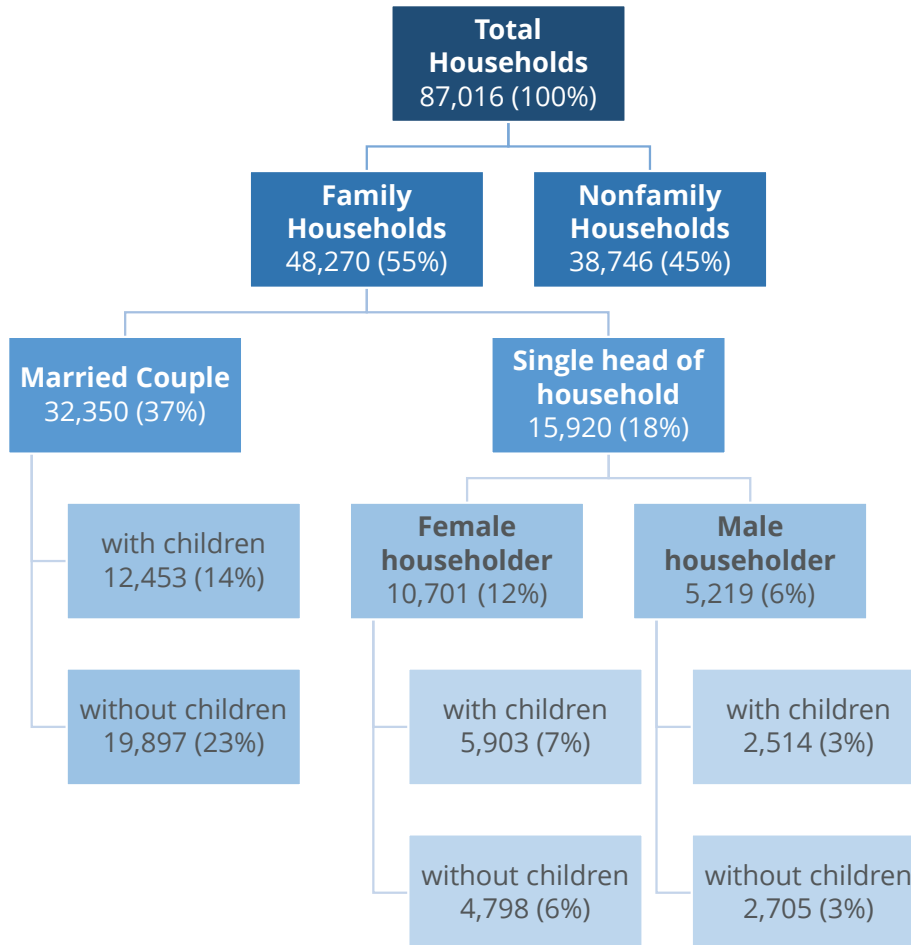 Total
Households
87,016 (100%)
Family
Households
48,270 (55%)
Nonfamily
Households
38,746 (45%)
Married Couple
32,350 (37%)
Single head of
household
15,920 (18%)
with children
12,453 (14%)
without children
19,897 (23%)
Female
householder
10,701 (12%)
Male
householder
5,219 (6%)
with children
5,903 (7%)
without children
4,798 (6%)
with children
2,514 (3%)
without children
2,705 (3%)